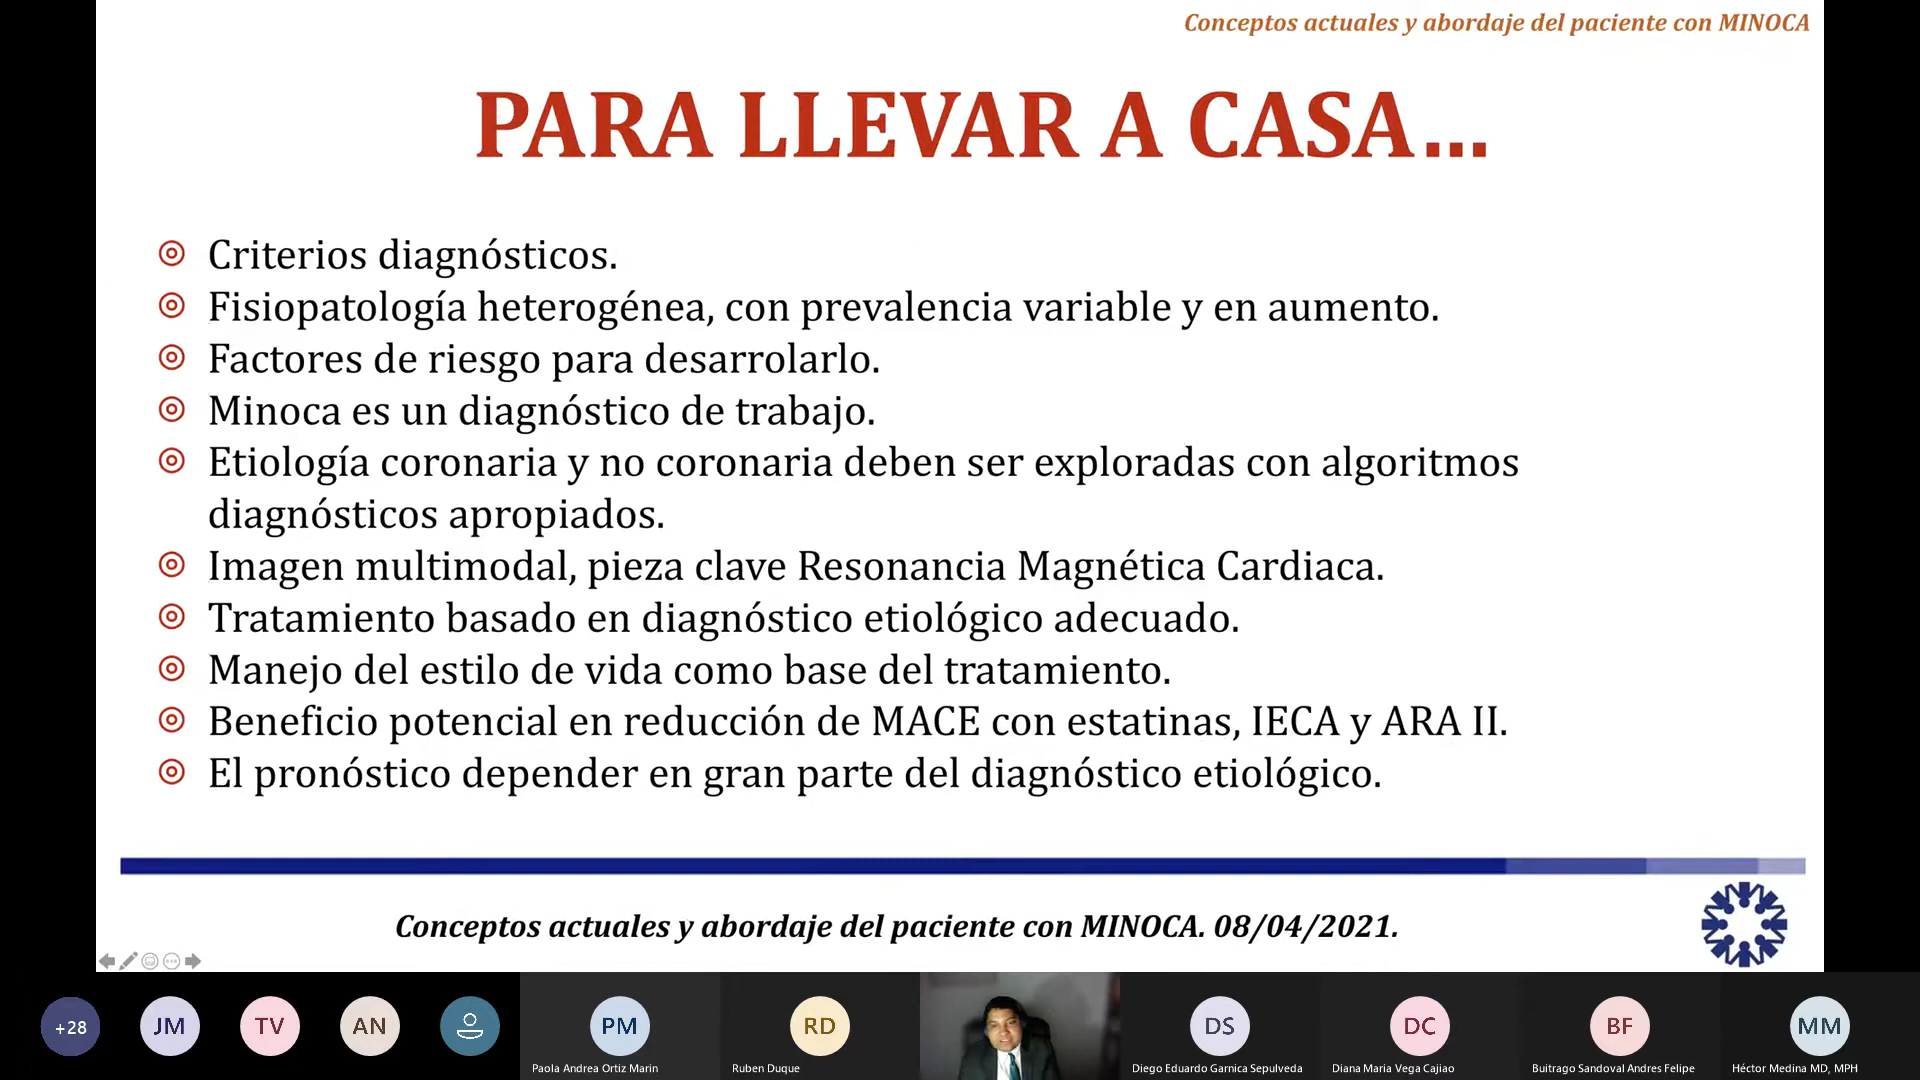 Conceptos actuales y abordaje del paciente con MINOCA
PARA LLEVAR A CASA...
Criterios diagnósticos.
Fisiopatología heterogénea, con prevalencia variable y en aumento.
Factores de riesgo para desarrolarlo.
Minoca es un diagnóstico de trabajo.
Etiología coronaria y no coronaria deben ser exploradas con algoritmos
diagnósticos apropiados.
Imagen multimodal, pieza clave Resonancia Magnética Cardiaca.
Tratamiento basado en diagnóstico etiológico adecuado.
Manejo del estilo de vida como base del tratamiento.
Beneficio potencial en reducción de MACE con estatinas, IECA y ARA II.
El pronóstico depender en gran parte del diagnóstico etiológico.
Conceptos actuales y abordaje del paciente con MINOCA. 08/04/2021.
+28
JM
TV
AN
PM
RD
DS
DC
BF
MM
Paola Andrea Ortiz Marin
Ruben Duque
Diego Eduardo Garnica Sepulveda
Diana Maria Vega Cajiao
Buitrago Sandoval Andres Felipe
Héctor Medina MD, MPH